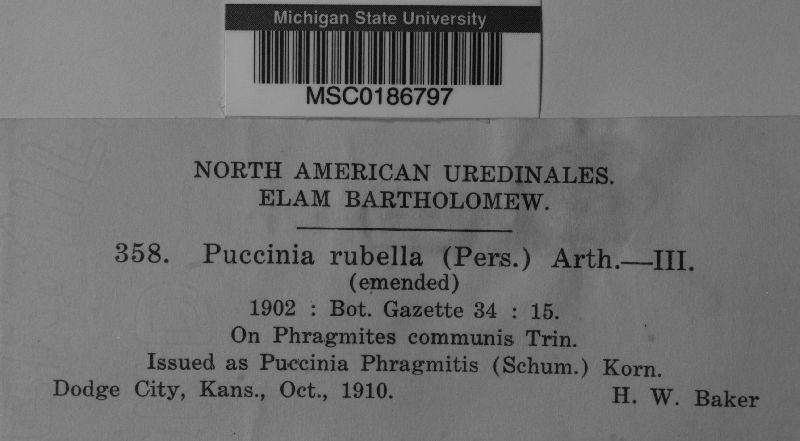 Michigan State University
MSC0186797
NORTH AMERICAN UREDINALES.
ELAM BARTHOLOMEW.
358. Puccinia rubella (Pers.) Arth.—III.
(emended)
1902 : Bot. Gazette 34 : 15.
On Phragmites communis Trin.
Issued as Puccinia Phragmitis (Schum.) Korn.
Dodge City, Kans., Oct., 1910. H. W. Baker